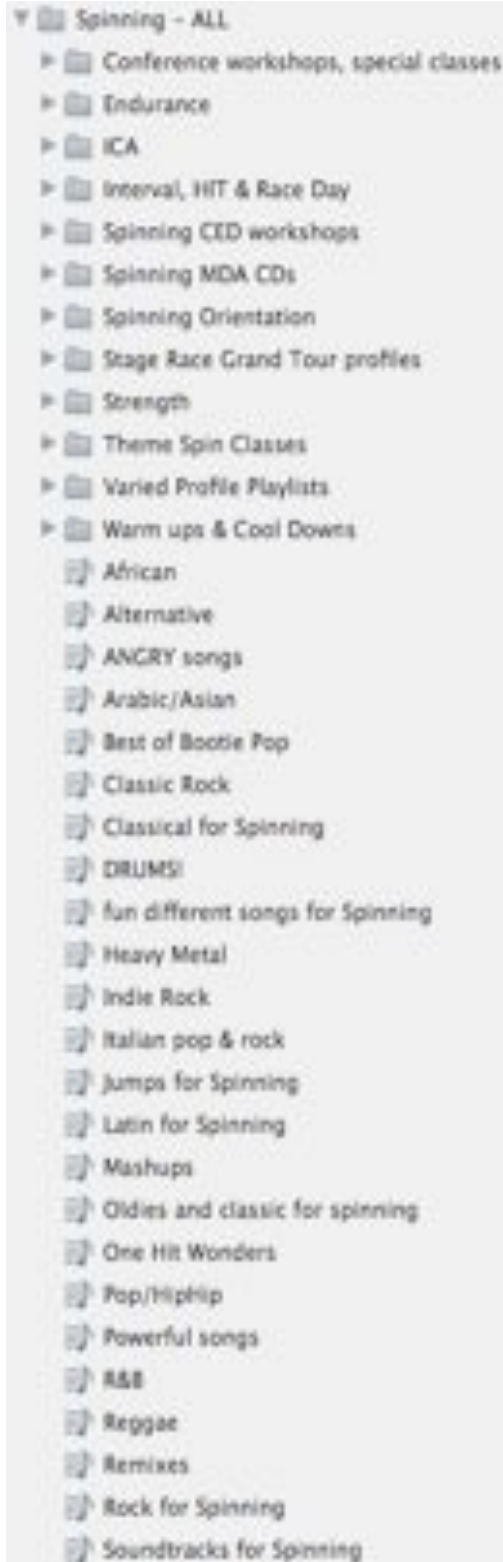 Spinning - ALL
Conference workshops, special classes
Endurance
ICA
Interval, HIT & Race Day
Spinning CED workshops
Spinning MDA CDs
Spinning Orientation
Stage Race Grand Tour profiles
Strength
Theme Spin Classes
Varied Profile Playlists
Warm ups & Cool Downs
African
Alternative
ANGRY songs
Arabic/Asian
Best of Bootie Pop
Classic Rock
Classical for Spinning
DRUMS!
fun different songs for Spinning
Heavy Metal
Indie Rock
Italian pop & rock
Jumps for Spinning
Latin for Spinning
Mashups
Oldies and classic for spinning
One Hit Wonders
Pop/HipHip
Powerful songs
R&B
Reggae
Remixes
Rock for Spinning
Soundtracks for Spinning